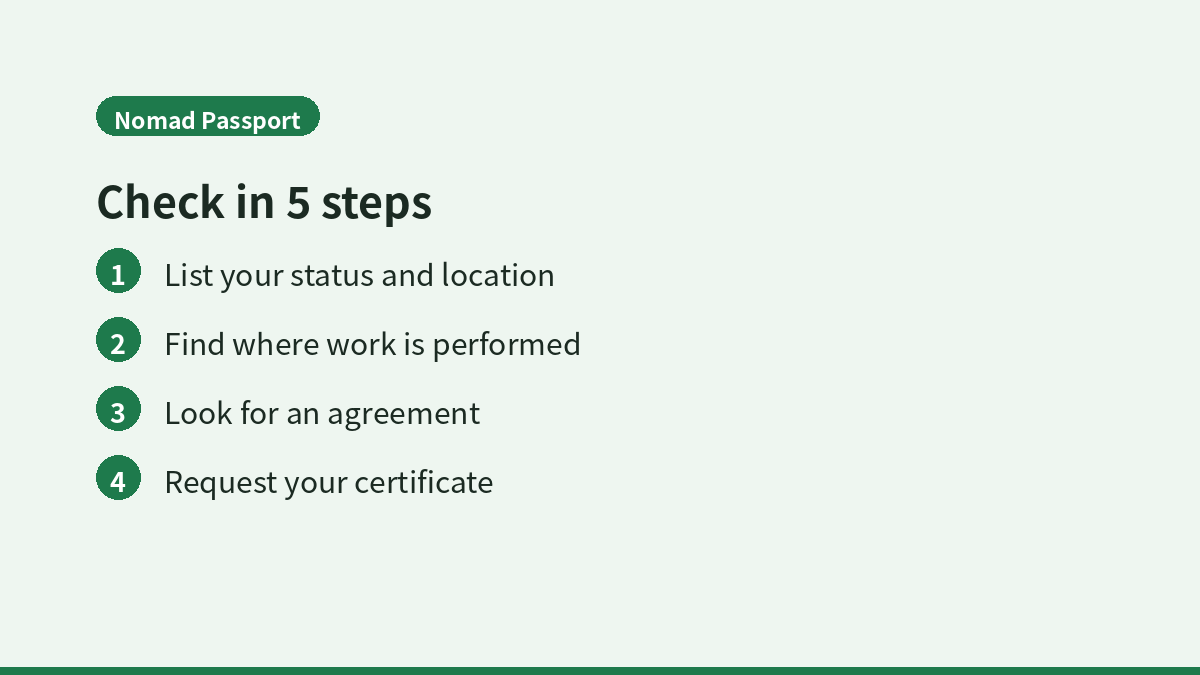 Nomad Passport
Check in 5 steps
1 List your status and location
2 Find where work is performed
3 Look for an agreement
4 Request your certificate